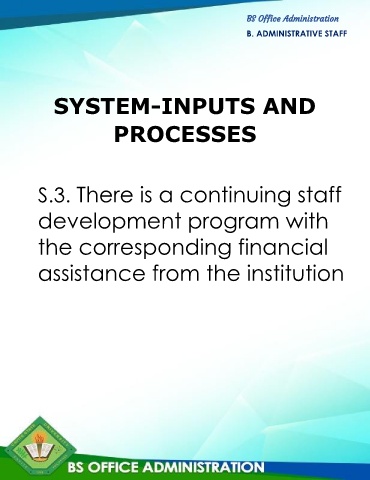 BS Office Administration
B. ADMINISTRATIVE STAFF
SYSTEM-INPUTS AND
PROCESSES
S.3. There is a continuing staff
development program with
the corresponding financial
assistance from the institution
BS OFFICE ADMINISTRATION